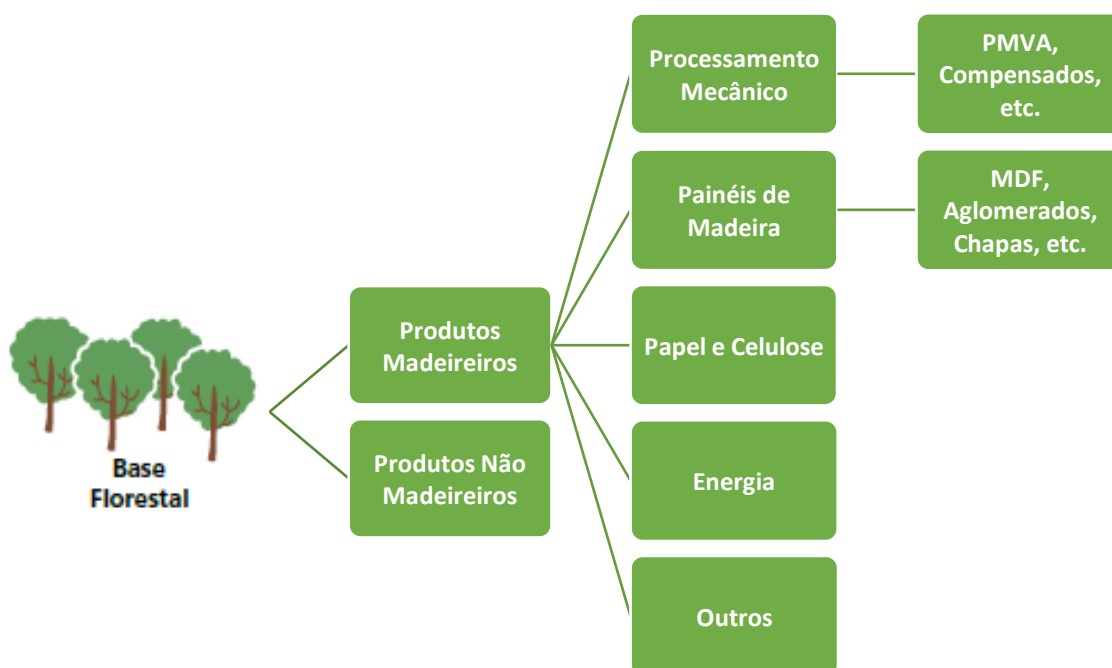 Processamento
Mecânico
PMVA,
Compensados,
etc.
Painéis de
Madeira
MDF,
Aglomerados,
Chapas, etc.
Produtos
Madeireiros
Papel e Celulose
Base
Florestal
Produtos Não
Madeireiros
Energia
Outros